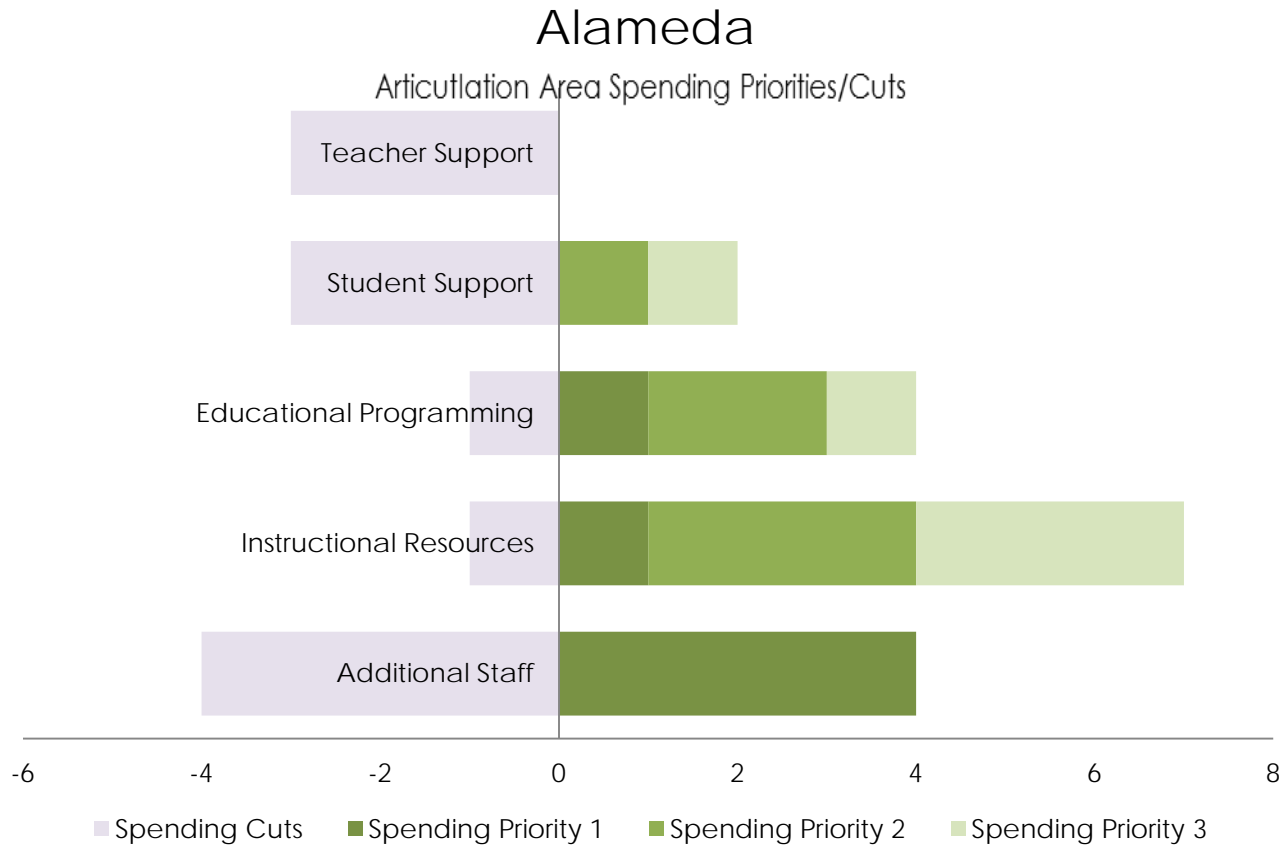 Alameda
Articutlation Area Spending Priorities/Cuts
Teacher Support
Student Support
Educational Programming
Instructional Resources
Additional Staff
-6 -4 -2 0 2 4 6 8
Spending Cuts Spending Priority 1 Spending Priority 2 Spending Priority 3